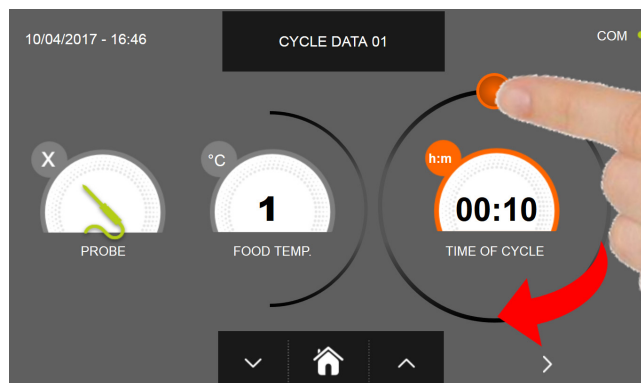 10/04/2017 - 16:46
CYCLE DATA 01
COM
X
°C
h:m
1
00:10
PROBE
FOOD TEMP.
TIME OF CYCLE